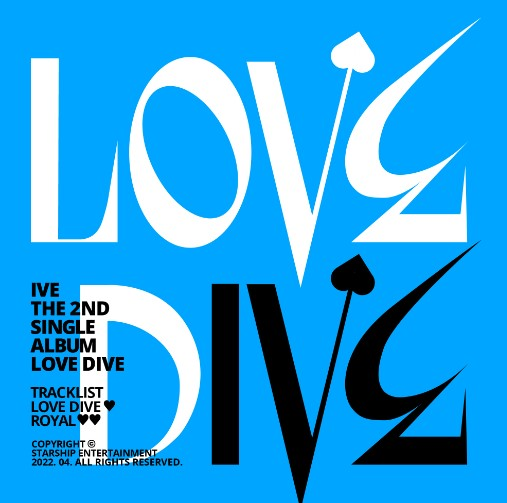 LOVE
DIVE
IVE
THE 2ND
SINGLE
ALBUM
LOVE DIVE
TRACKLIST
LOVE DIVE ♥
ROYAL ♥♥
COPYRIGHT ©
STARSHIP ENTERTAINMENT
2022. 04. ALL RIGHTS RESERVED.